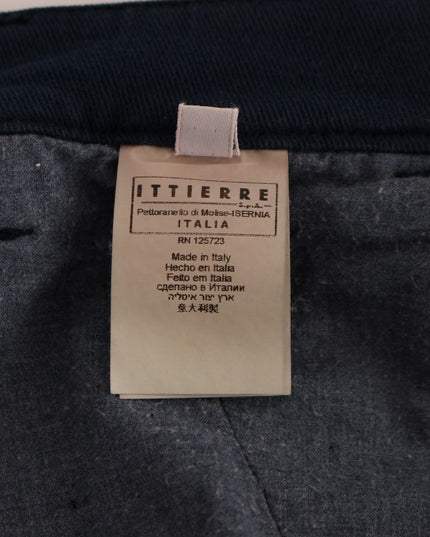 ITTIERRE
S.p.A.
Pettoranello di Molise-ISERNIA
ITALIA
RN 125723
Made in Italy
Hecho en Italia
Feito em Italia
сделано в Италии
ארץ יצור איטליה
意大利製